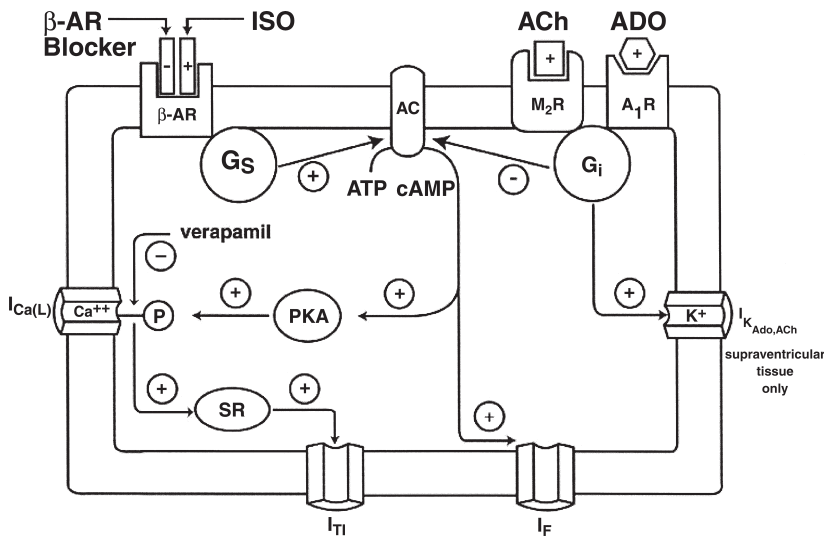 β-AR
Blocker
ISO
ACh
ADO
-
+
+
+
β-AR
AC
M2R
A1R
GS
Gi
+
-
ATP cAMP
verapamil
−
ICa(L)
Ca++
P
+
PKA
+
+
K+
IKAdo,ACh
supraventricular
tissue
only
+
SR
+
+
ITI
IF